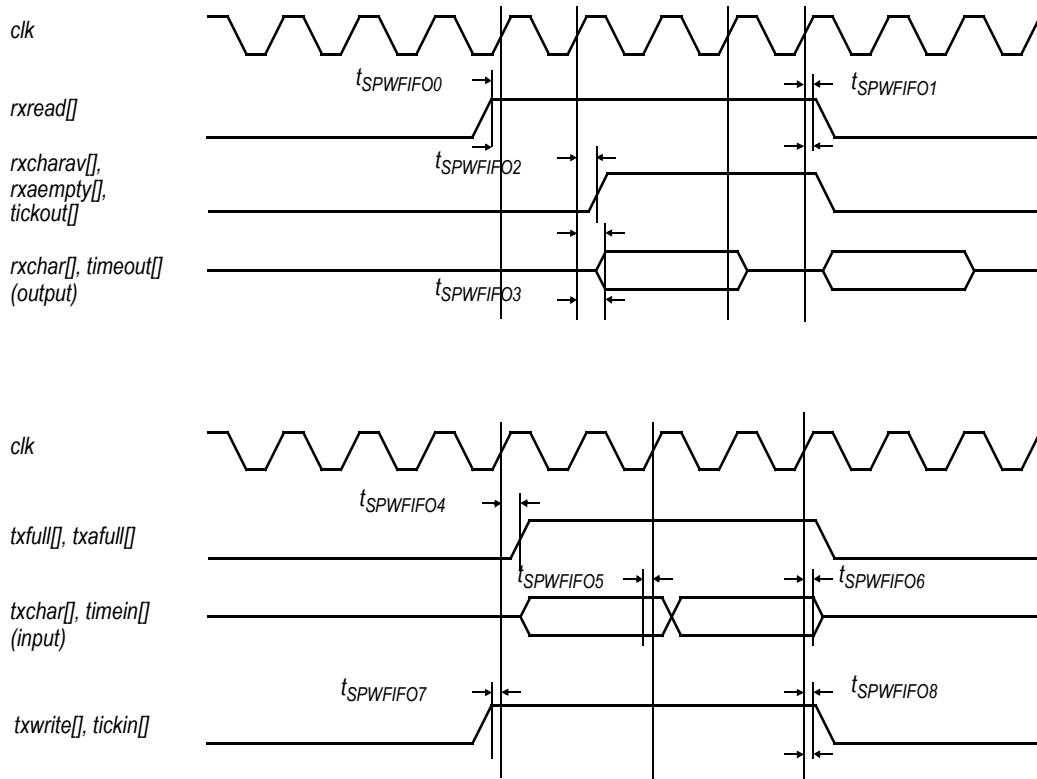 clk
t_SPWFIFO0
t_SPWFIFO1
rxread[]
rxcharav[],
rxaempty[],
tickout[]
t_SPWFIFO2
rxchar[], timeout[]
(output)
t_SPWFIFO3
clk
t_SPWFIFO4
txfull[], txafull[]
t_SPWFIFO5
t_SPWFIFO6
txchar[], timein[]
(input)
t_SPWFIFO7
t_SPWFIFO8
txwrite[], tickin[]